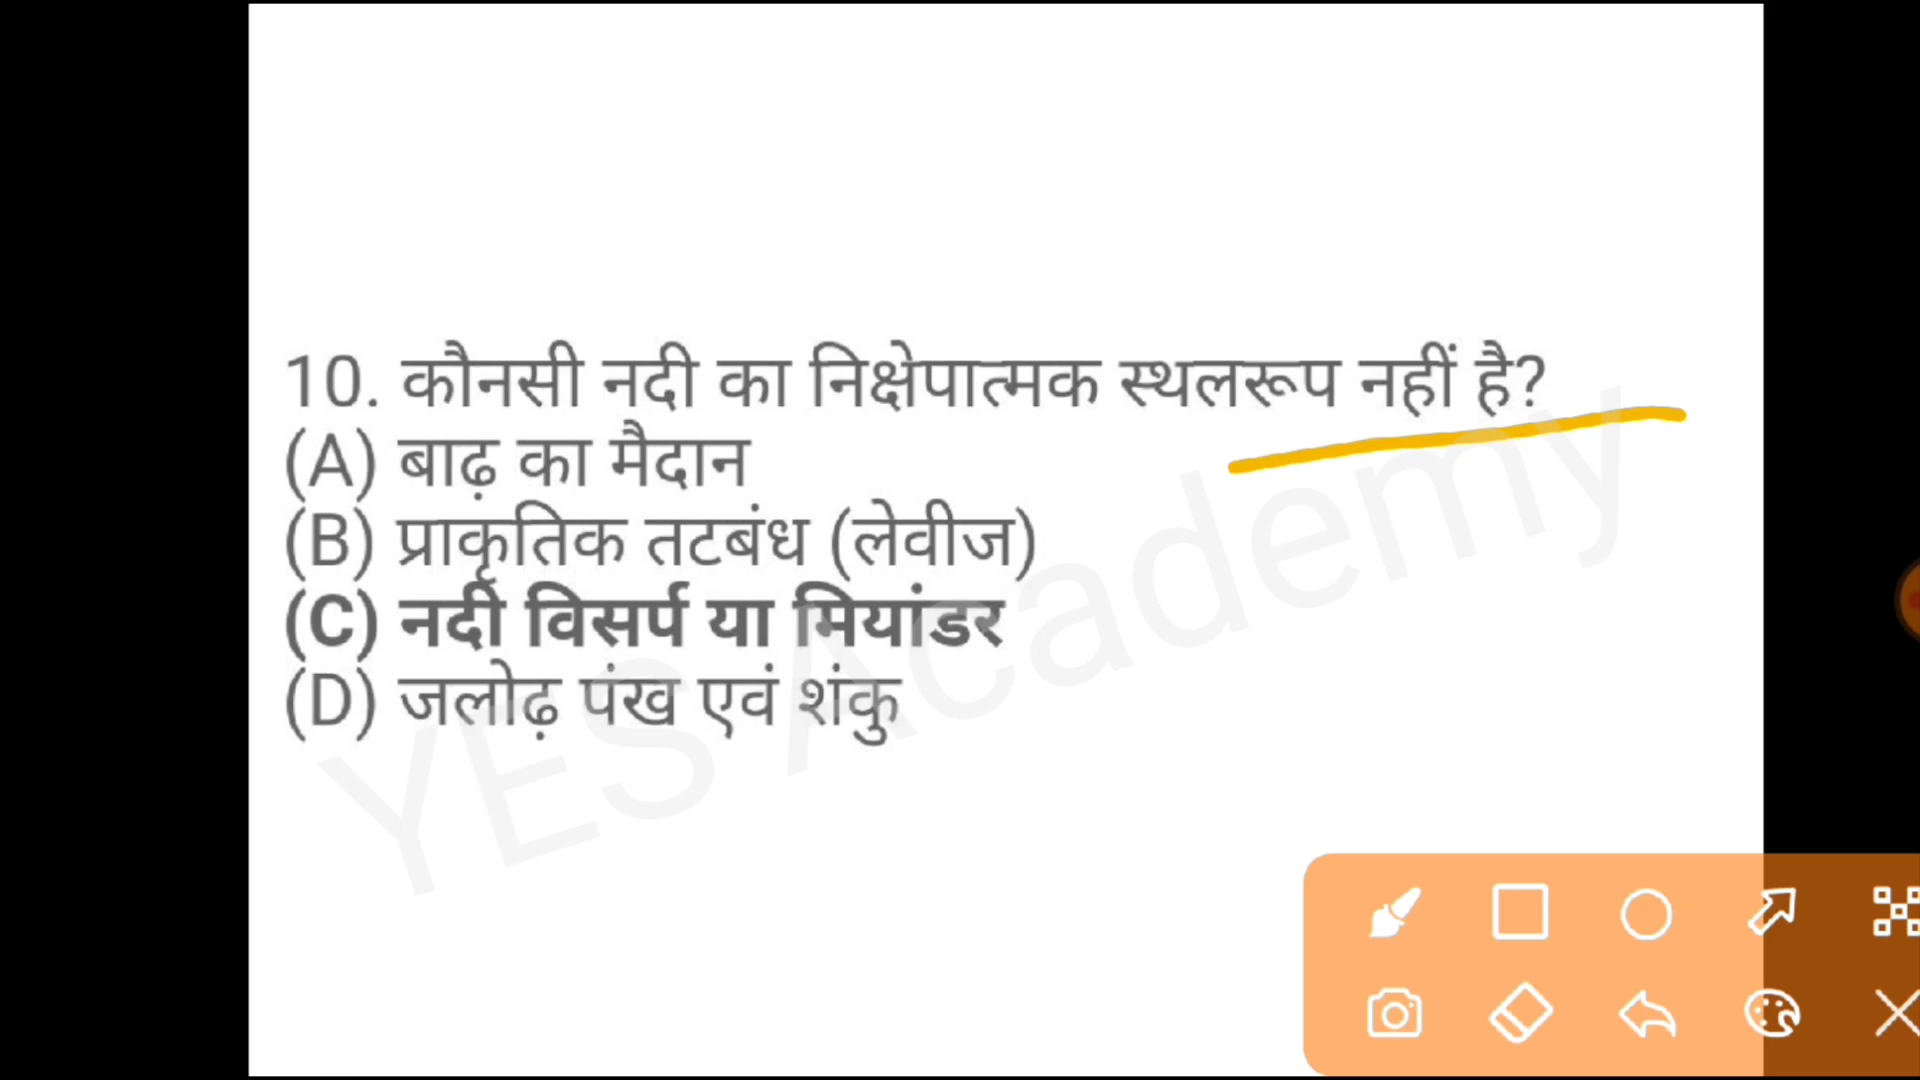 10. कौनसी नदी का निक्षेपात्मक स्थलरूप नहीं है?
(A) बाढ़ का मैदान
(B) प्राकृतिक तटबंध (लेवीज)
(C) नदी विसर्प या मियांडर
(D) जलोढ़ पंख एवं शंकु
YES Academy